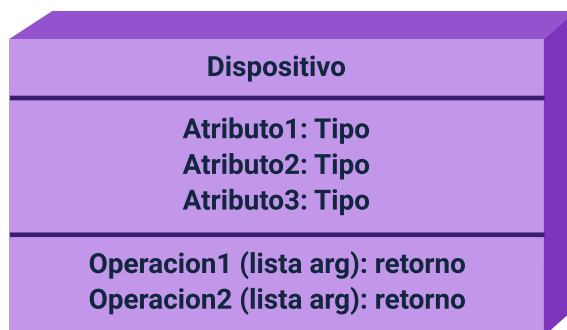 Dispositivo
Atributo1: Tipo
Atributo2: Tipo
Atributo3: Tipo
Operacion1 (lista arg): retorno
Operacion2 (lista arg): retorno